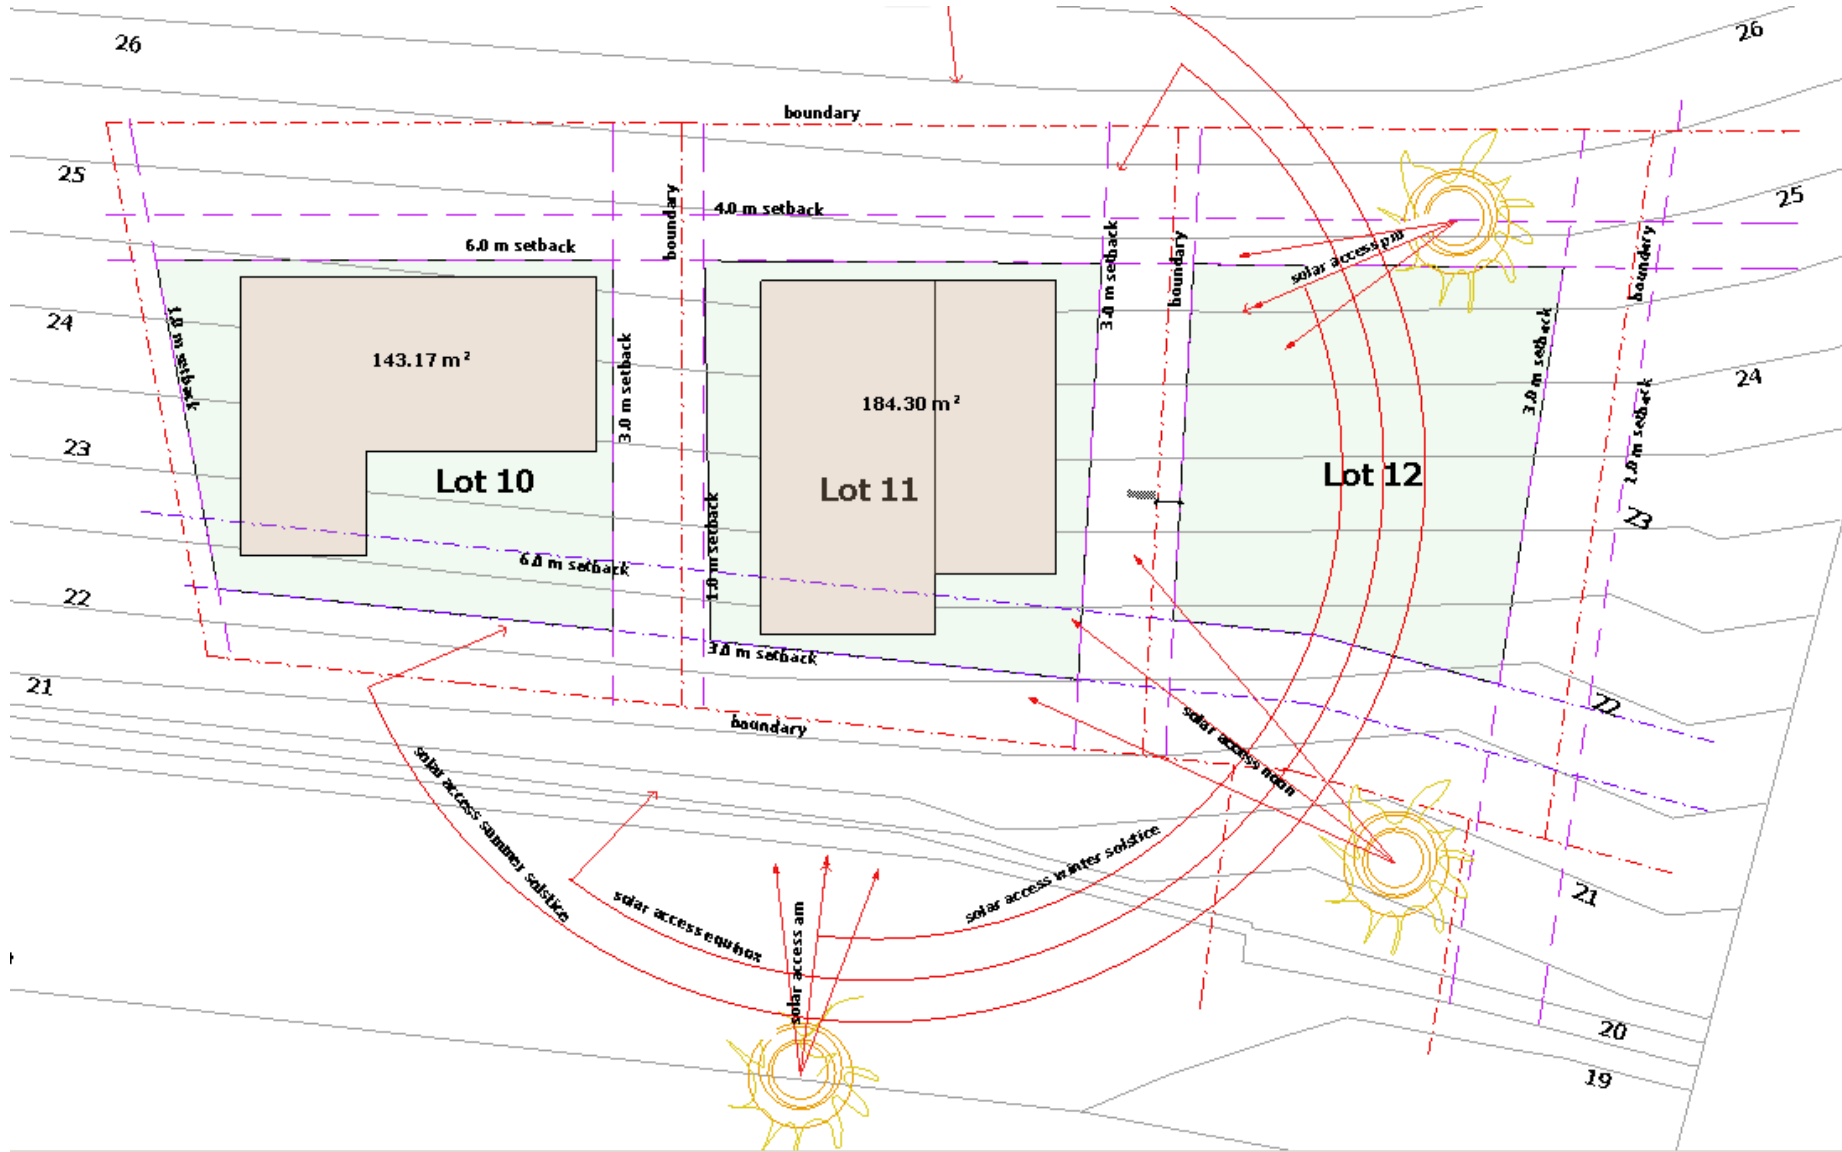 26
26
boundary
25
25
4.0 m setback
6.0 m setback
boundary
3.0 m setback
boundary
solar access pm
boundary
24
1.0 m setback
3.0 m setback
143.17 m²
184.30 m²
3.0 m setback
24
1.0 m setback
23
Lot 10
Lot 11
Lot 12
23
1.0 m setback
6.0 m setback
22
3.0 m setback
21
boundary
22
solar access noon
solar access summer solstice
solar access equinox
solar access am
solar access winter solstice
21
20
19